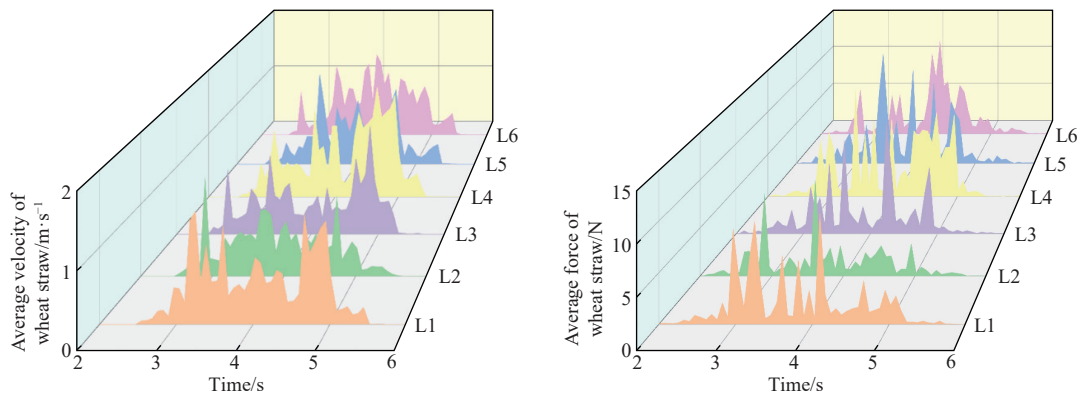 Average velocity of
wheat straw/m·s⁻¹
2
1
0
2
3
4
5
6
Time/s
L1
L2
L3
L4
L5
L6
Average force of
wheat straw/N
15
10
5
0
2
3
4
5
6
Time/s
L1
L2
L3
L4
L5
L6